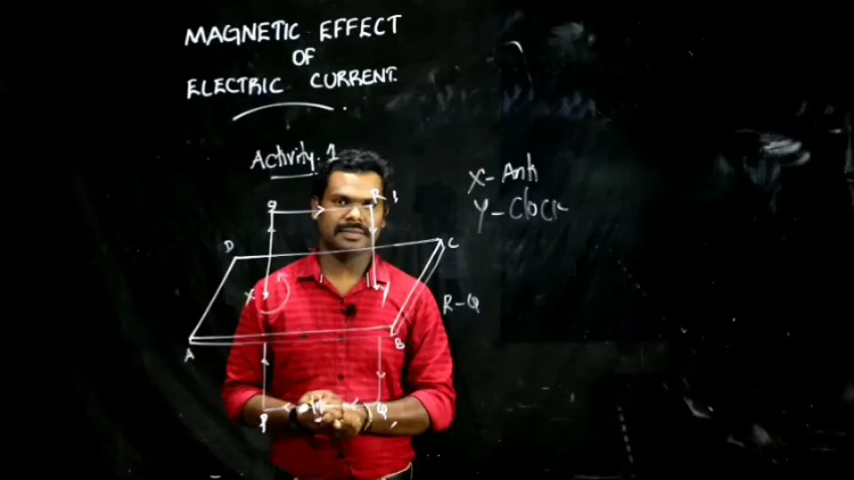 MAGNETIC EFFECT
OF
ELECTRIC CURRENT.
Activity. 1
X - Anti
Y - Clock
R
D
C
X
Y
R - Q
A
B
P
Q